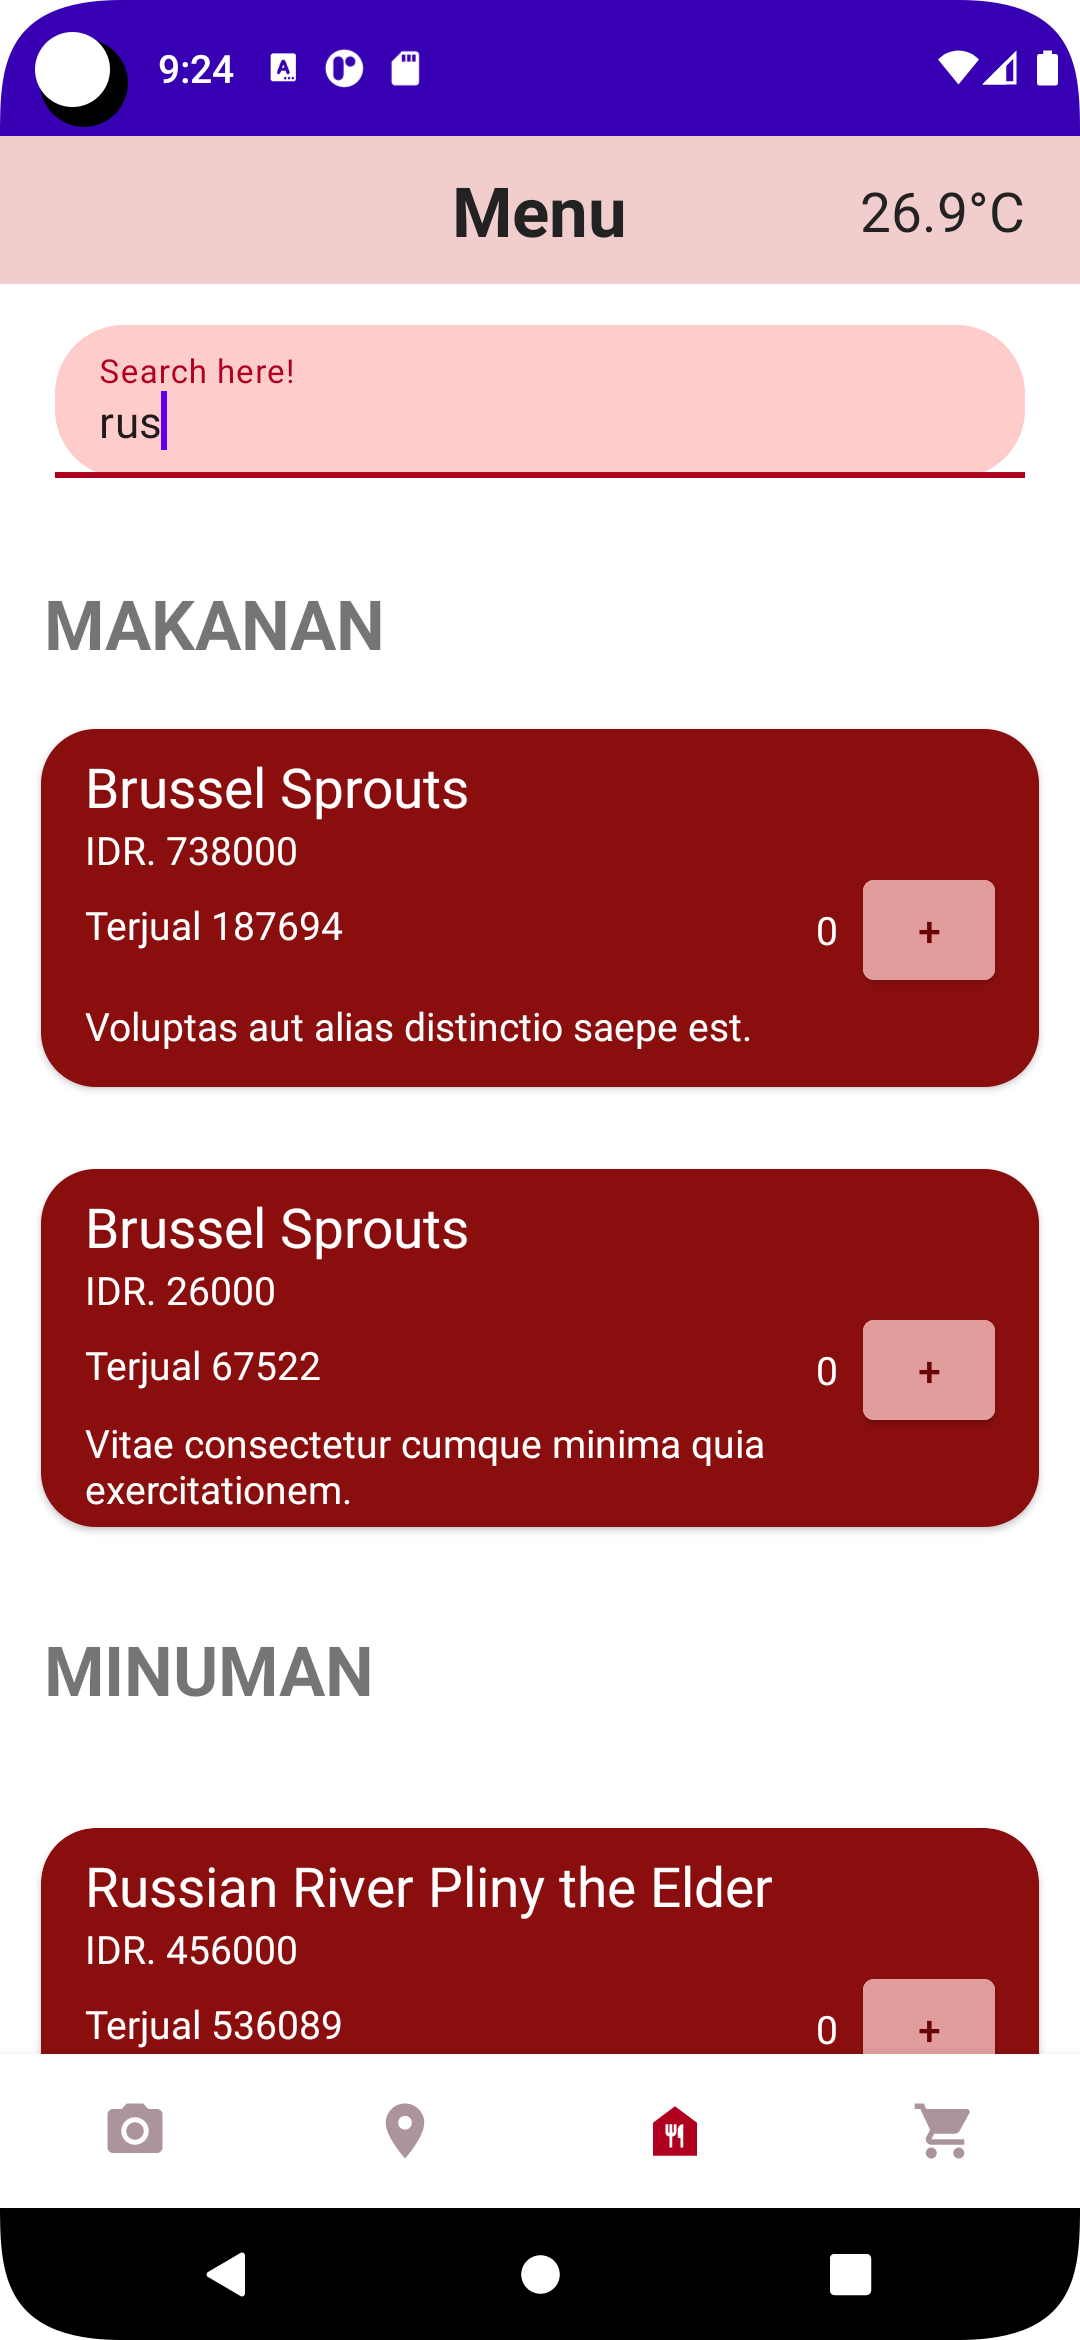 9:24
Menu
26.9°C
Search here!
rus
MAKANAN
Brussel Sprouts
IDR. 738000
Terjual 187694
0
+
Voluptas aut alias distinctio saepe est.
Brussel Sprouts
IDR. 26000
Terjual 67522
0
+
Vitae consectetur cumque minima quia
exercitationem.
MINUMAN
Russian River Pliny the Elder
IDR. 456000
Terjual 536089
0
+